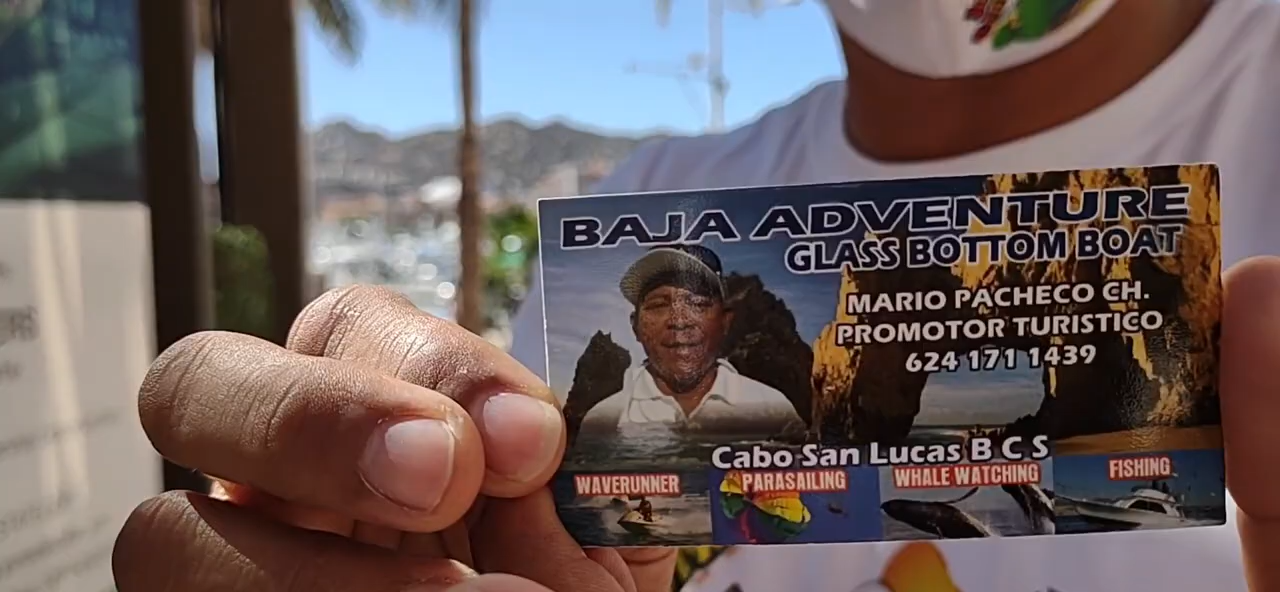 BAJA ADVENTURE
GLASS BOTTOM BOAT
MARIO PACHECO CH.
PROMOTOR TURISTICO
624 171 1439
Cabo San Lucas B C S
WAVERUNNER
PARASAILING
WHALE WATCHING
FISHING